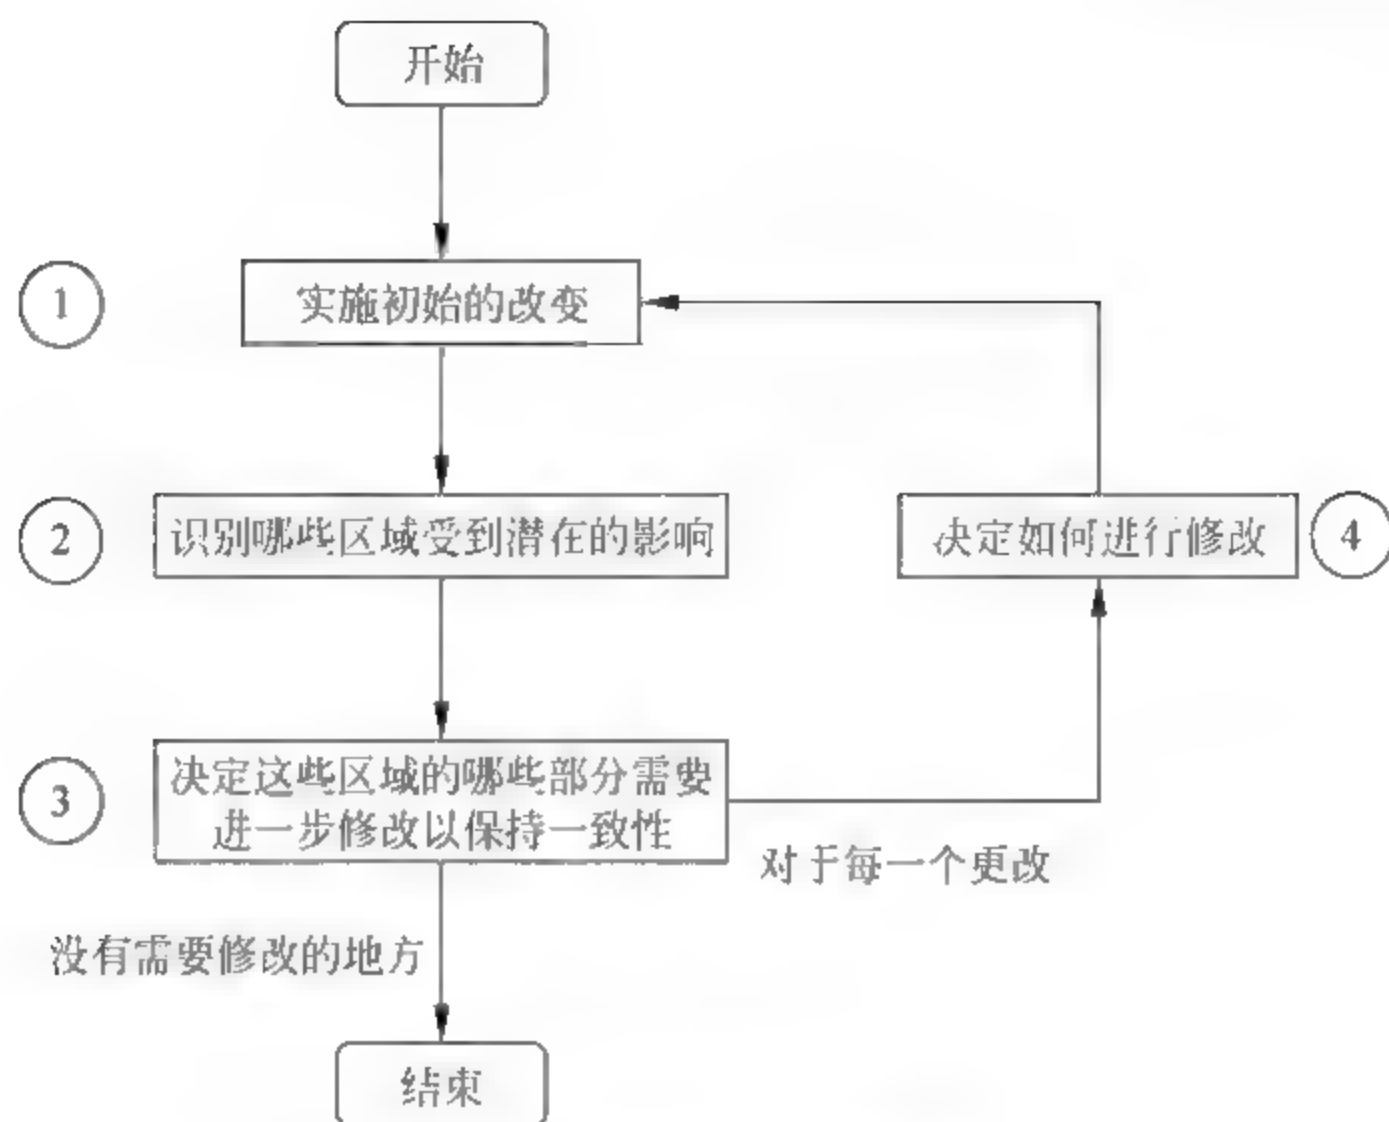 开始
1
实施初始的改变
2
识别哪些区域受到潜在的影响
决定如何进行修改
4
3
决定这些区域的哪些部分需要
进一步修改以保持一致性
对于每一个更改
没有需要修改的地方
结束